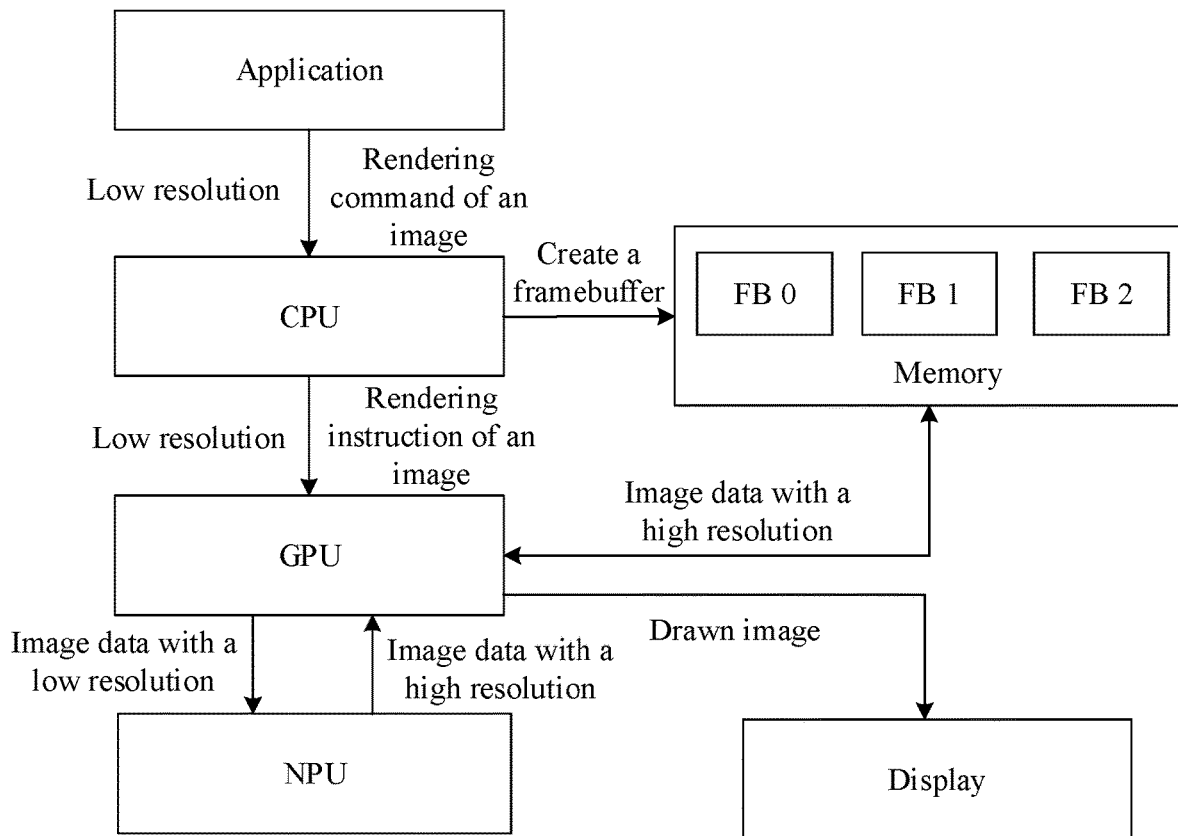 Application
Low resolution
Rendering
command of an
image
CPU
Create a
framebuffer
FB 0
FB 1
FB 2
Memory
Low resolution
Rendering
instruction of an
image
GPU
Image data with a
high resolution
Drawn image
Image data with a
low resolution
Image data with a
high resolution
NPU
Display